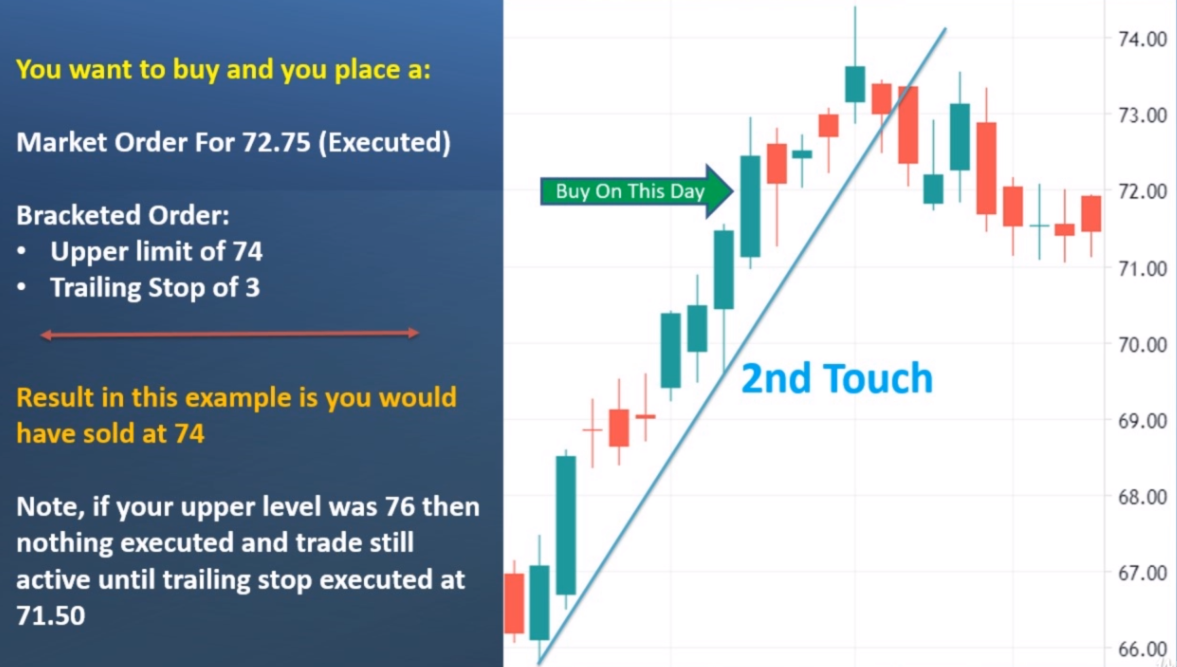 You want to buy and you place a:
Market Order For 72.75 (Executed)
Bracketed Order:
• Upper limit of 74
• Trailing Stop of 3
Result in this example is you would
have sold at 74
Note, if your upper level was 76 then
nothing executed and trade still
active until trailing stop executed at
71.50
Buy On This Day
2nd Touch
74.00
73.00
72.00
71.00
70.00
69.00
68.00
67.00
66.00